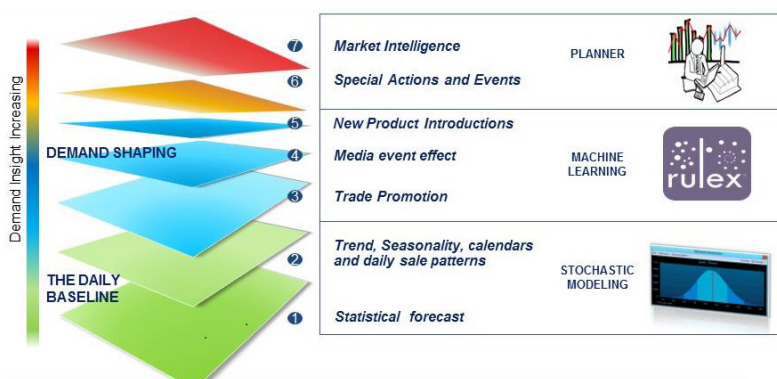 Demand Insight Increasing
DEMAND SHAPING
THE DAILY
BASELINE
7
6
5
4
3
2
1
Market Intelligence
Special Actions and Events
PLANNER
New Product Introductions
Media event effect
Trade Promotion
MACHINE
LEARNING
rulex
Trend, Seasonality, calendars
and daily sale patterns
Statistical forecast
STOCHASTIC
MODELING